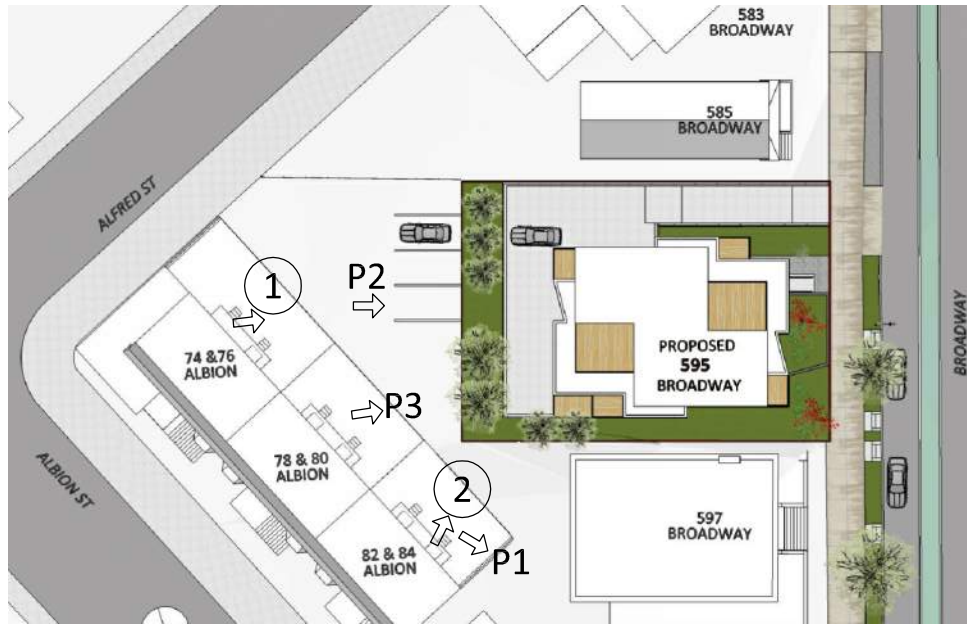 583
BROADWAY
585
BROADWAY
ALFRED ST
1
P2
74 &76
ALBION
PROPOSED
595
BROADWAY
BROADWAY
P3
78 & 80
ALBION
ALBION ST
2
597
BROADWAY
82 & 84
ALBION
P1